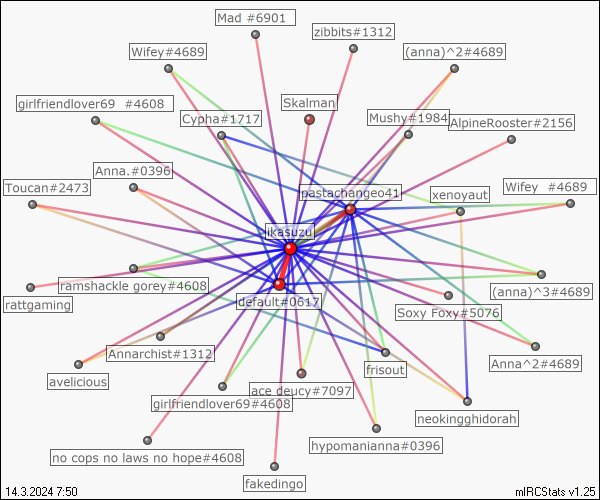 Mad #6901
zibbits#1312
Wifey#4689
(anna)^2#4689
girlfriendlover69 #4608
Skalman
Cypha#1717
Mushy#1984
AlpineRooster#2156
Anna.#0396
Toucan#2473
pastachangeo41
xenoyaut
Wifey #4689
likasuzu
ramshackle gorey#4608
(anna)^3#4689
rattgaming
default#0617
Soxy Foxy#5076
Annarchist#1312
Anna^2#4689
frisout
avelicious
ace deucy#7097
girlfriendlover69#4608
neokingghidorah
hypomanianna#0396
no cops no laws no hope#4608
fakedingo
14.3.2024 7:50
mIRCStats v1.25